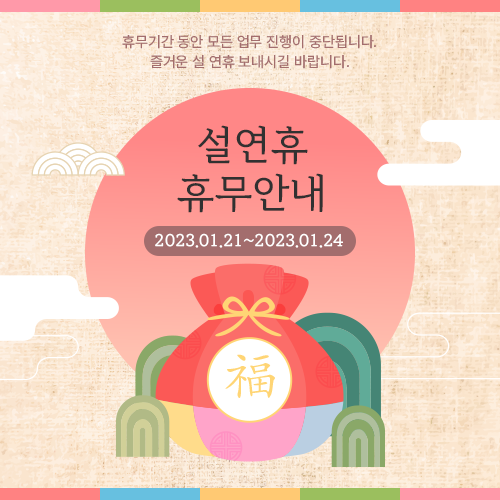 휴무기간 동안 모든 업무 진행이 중단됩니다.
즐거운 설 연휴 보내시길 바랍니다.
설연휴
휴무안내
2023.01.21~2023.01.24
福